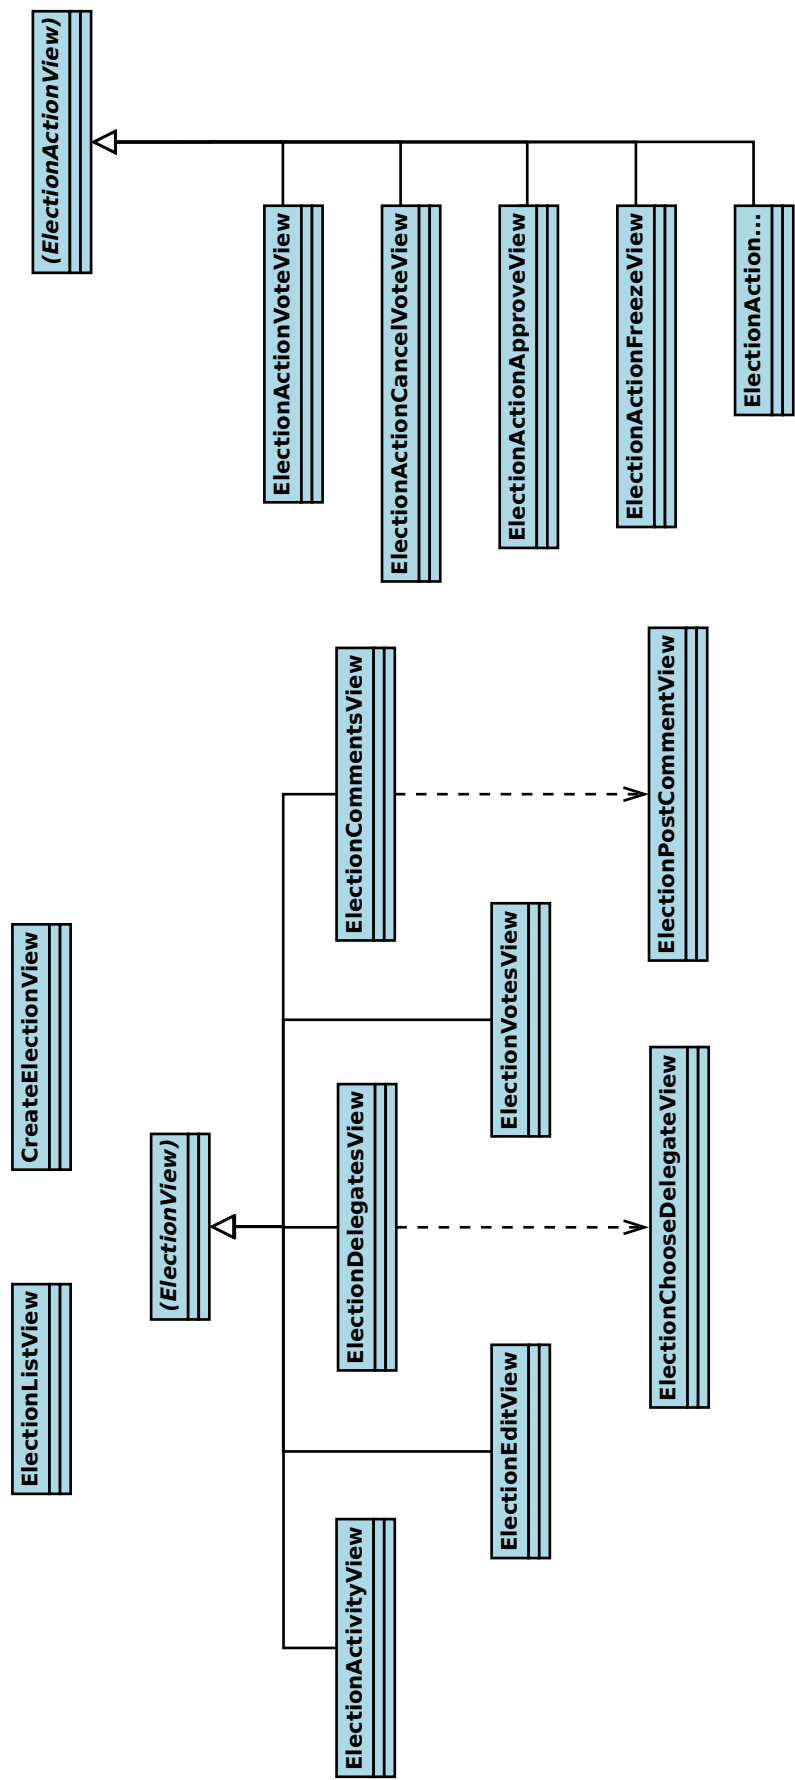 ElectionListView
CreateElectionView
(ElectionActionView)
(ElectionView)
ElectionActionVoteView
ElectionActivityView
ElectionDelegatesView
ElectionCommentsView
ElectionActionCancelVoteView
ElectionEditView
ElectionVotesView
ElectionActionApproveView
ElectionActionFreezeView
ElectionChooseDelegateView
ElectionPostCommentView
ElectionAction...